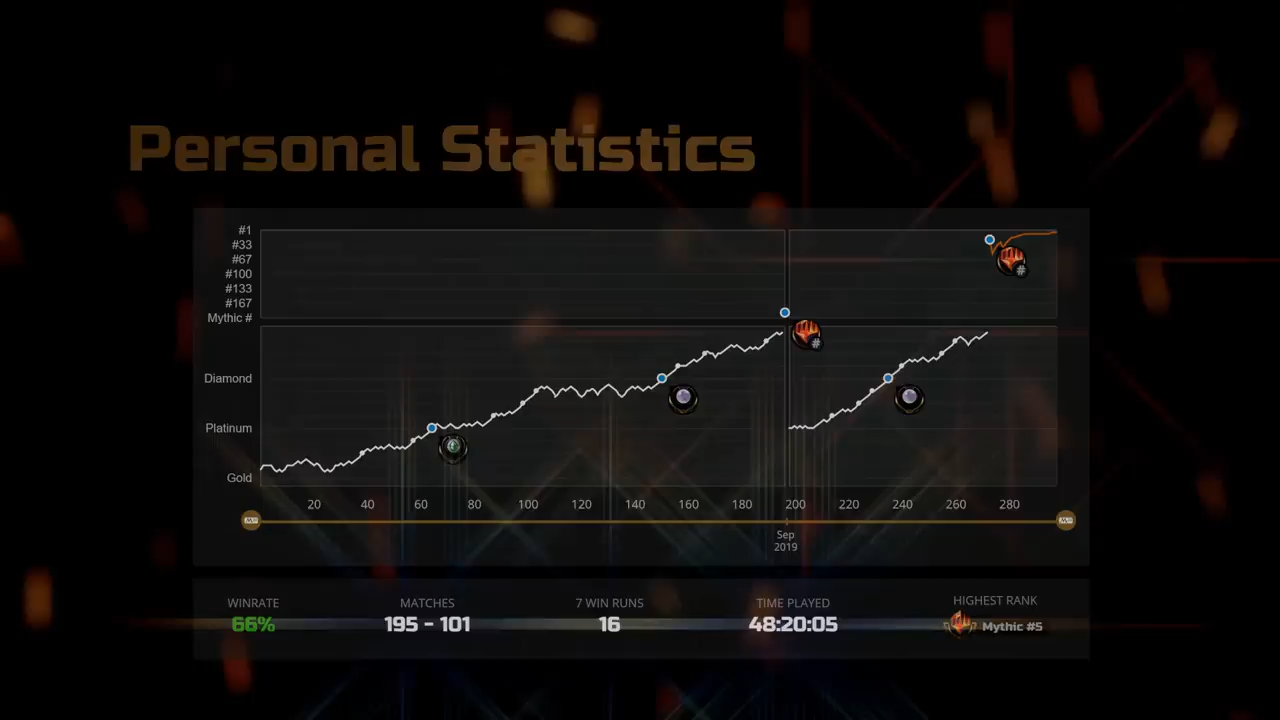 Personal Statistics
#1
#33
#67
#100
#133
#167
Mythic #
Diamond
Platinum
Gold
#
#
20 40 60 80 100 120 140 160 180 200 220 240 260 280
Sep
2019
WINRATE MATCHES 7 WIN RUNS TIME PLAYED HIGHEST RANK
66% 195 - 101 16 48:20:05 Mythic #5